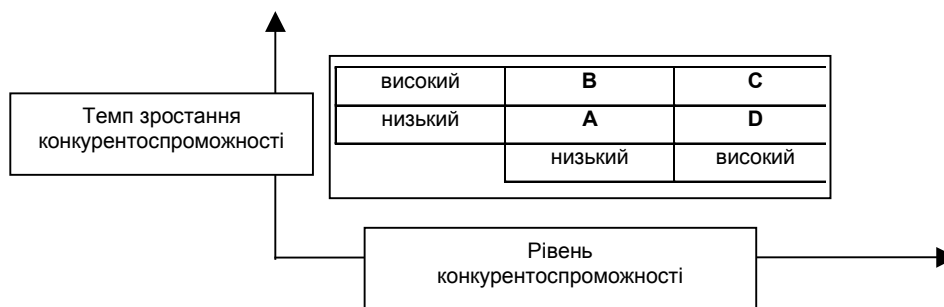 високий B C
Темп зростання
конкурентоспроможності
низький A D
низький високий
Рівень
конкурентоспроможності